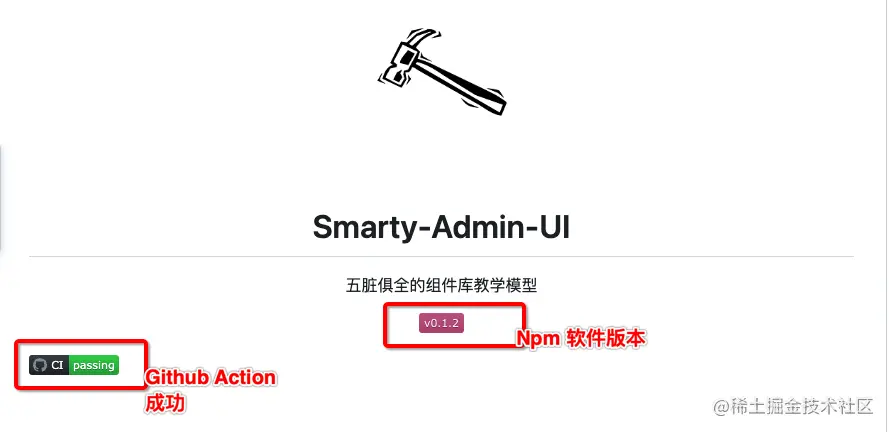 Smarty-Admin-UI
五脏俱全的组件库教学模型
v0.1.2
Npm 软件版本
CI passing
Github Action
成功
@稀土掘金技术社区